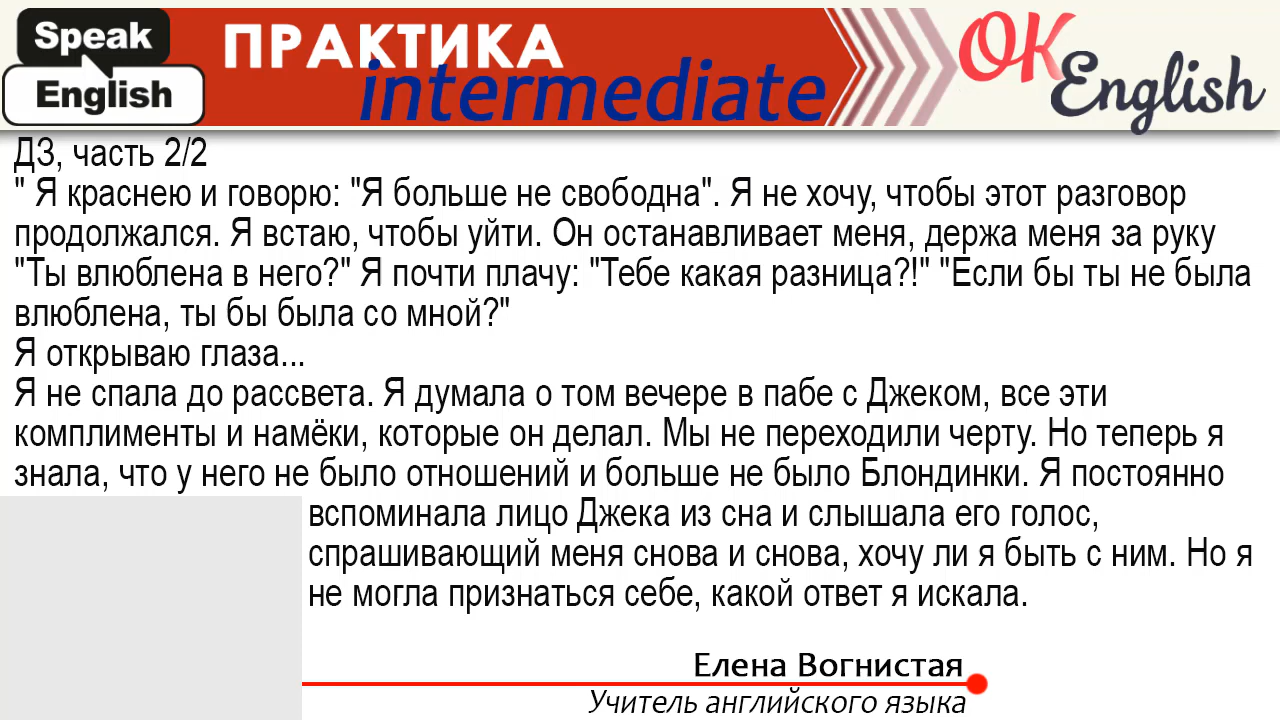 Speak
English
ПРАКТИКА
intermediate
OK
English
ДЗ, часть 2/2
" Я краснею и говорю: "Я больше не свободна". Я не хочу, чтобы этот разговор
продолжался. Я встаю, чтобы уйти. Он останавливает меня, держа меня за руку
"Ты влюблена в него?" Я почти плачу: "Тебе какая разница?!" "Если бы ты не была
влюблена, ты бы была со мной?"
Я открываю глаза...
Я не спала до рассвета. Я думала о том вечере в пабе с Джеком, все эти
комплименты и намёки, которые он делал. Мы не переходили черту. Но теперь я
знала, что у него не было отношений и больше не было Блондинки. Я постоянно
вспоминала лицо Джека из сна и слышала его голос,
спрашивающий меня снова и снова, хочу ли я быть с ним. Но я
не могла признаться себе, какой ответ я искала.
Елена Вогнистая
Учитель английского языка